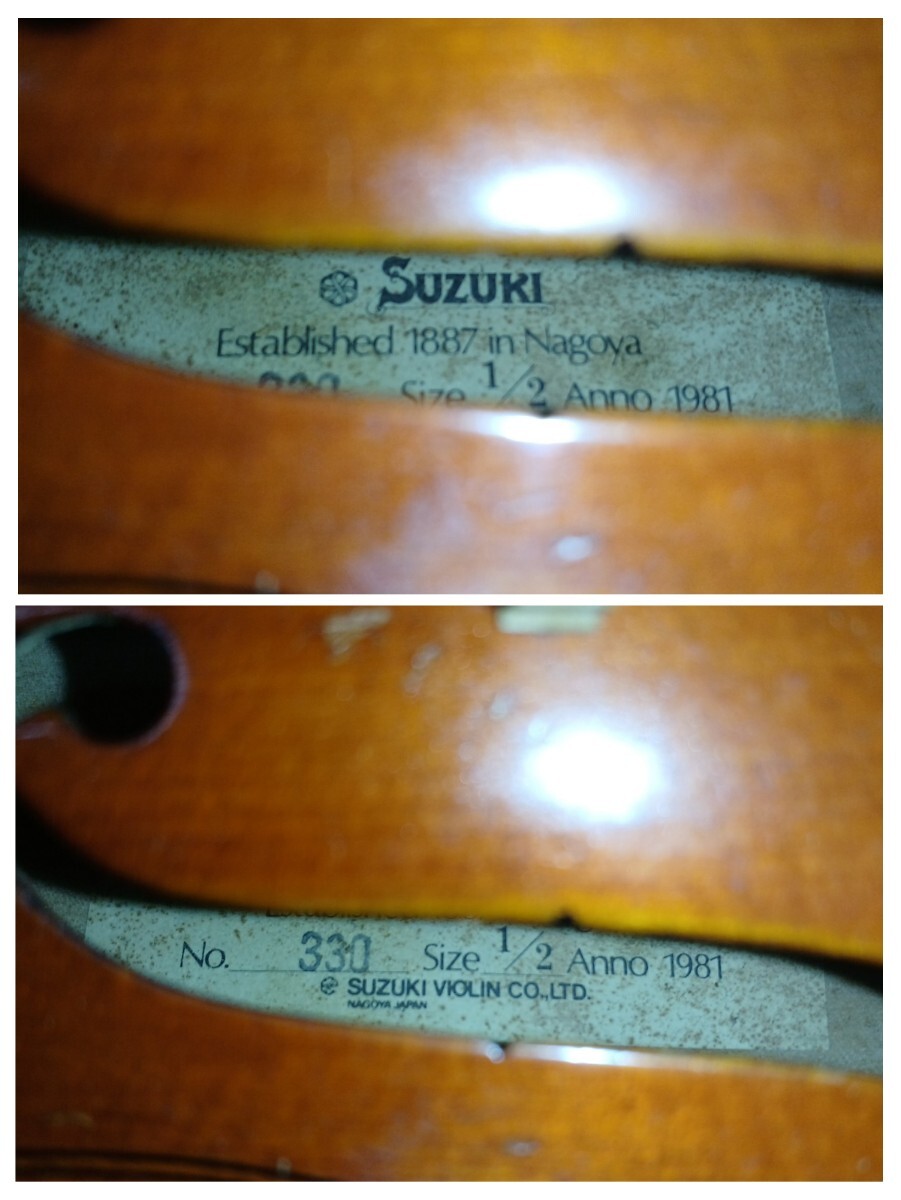 SUZUKI
Established 1887 in Nagoya
330 Size 1/2 Anno 1981
No. 330 Size 1/2 Anno 1981
SUZUKI VIOLIN CO.,LTD.
NAGOYA JAPAN